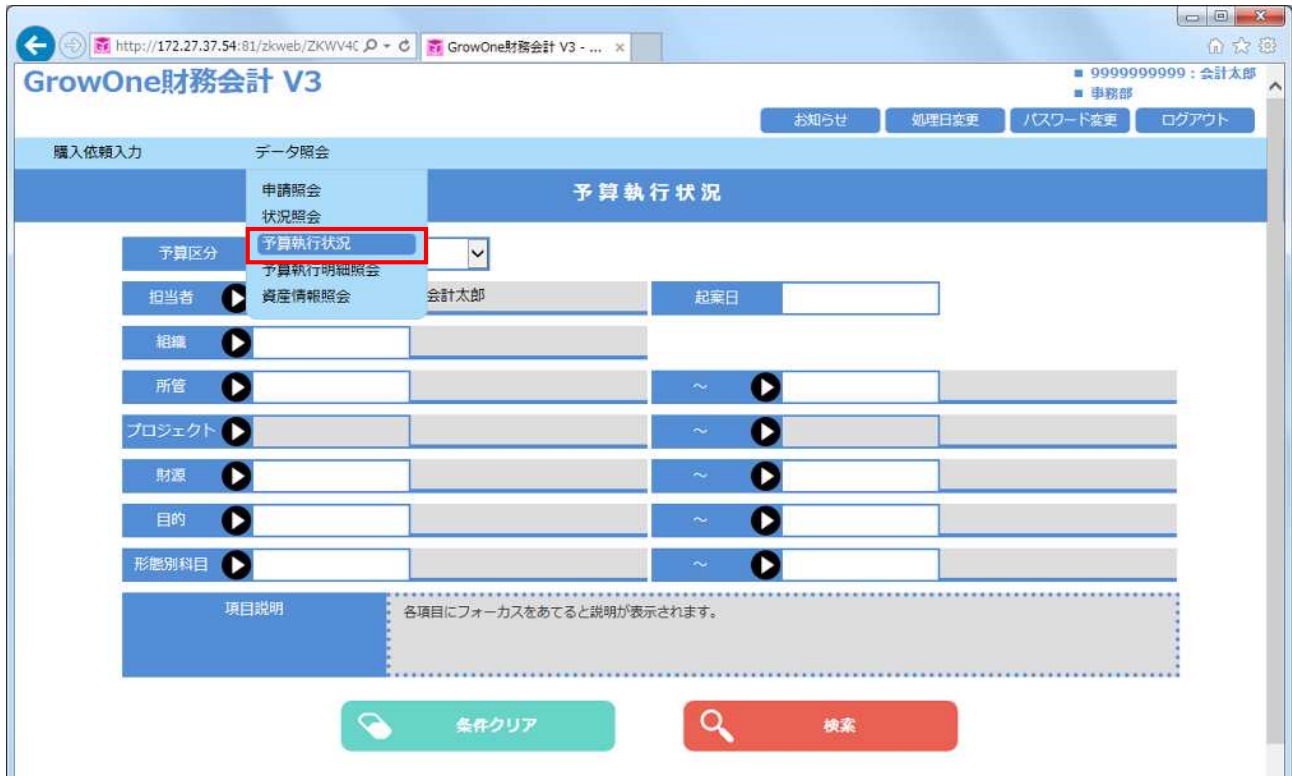 http://172.27.37.54:81/zkweb/ZKWV4C
GrowOne財務会計 V3 - ...
GrowOne財務会計 V3
9999999999：会計太郎
事務部
お知らせ 処理日変更 パスワード変更 ログアウト
購入依頼入力 データ照会
申請照会
状況照会
予算執行状況
予算執行明細照会
資産情報照会
予算執行状況
予算区分
担当者 会計太郎 起案日
組織
所管 ～
プロジェクト ～
財源 ～
目的 ～
形態別科目 ～
項目説明 各項目にフォーカスをあてると説明が表示されます。
条件クリア 検索